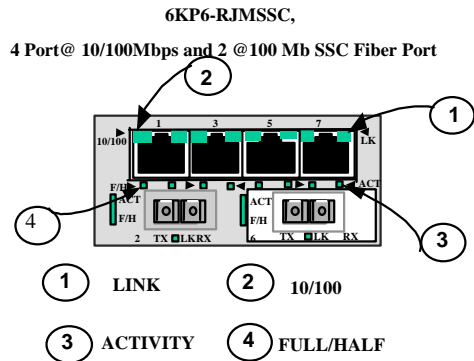 6KP6-RJMSSC,
4 Port@ 10/100Mbps and 2 @100 Mb SSC Fiber Port
2
1
1 3 5 7
10/100 LK
F/H ACT
4
ACT ACT
F/H F/H
3
2 TX LKRX 6 TX LK RX
1 LINK 2 10/100
3 ACTIVITY 4 FULL/HALF